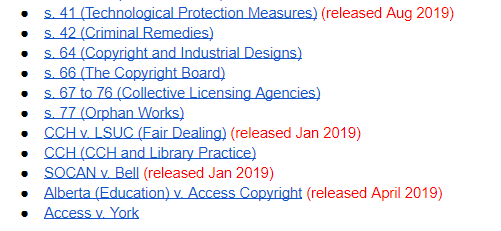 ● s. 41 (Technological Protection Measures) (released Aug 2019)
● s. 42 (Criminal Remedies)
● s. 64 (Copyright and Industrial Designs)
● s. 66 (The Copyright Board)
● s. 67 to 76 (Collective Licensing Agencies)
● s. 77 (Orphan Works)
● CCH v. LSUC (Fair Dealing) (released Jan 2019)
● CCH (CCH and Library Practice)
● SOCAN v. Bell (released Jan 2019)
● Alberta (Education) v. Access Copyright (released April 2019)
● Access v. York